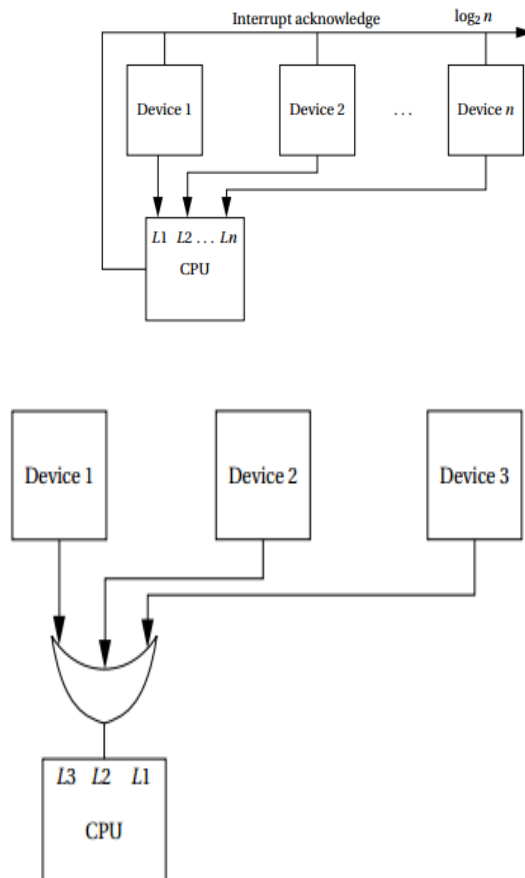 Interrupt acknowledge log₂ n
Device 1 Device 2 ... Device n
L1 L2 ... Ln
CPU
Device 1 Device 2 Device 3
L3 L2 L1
CPU